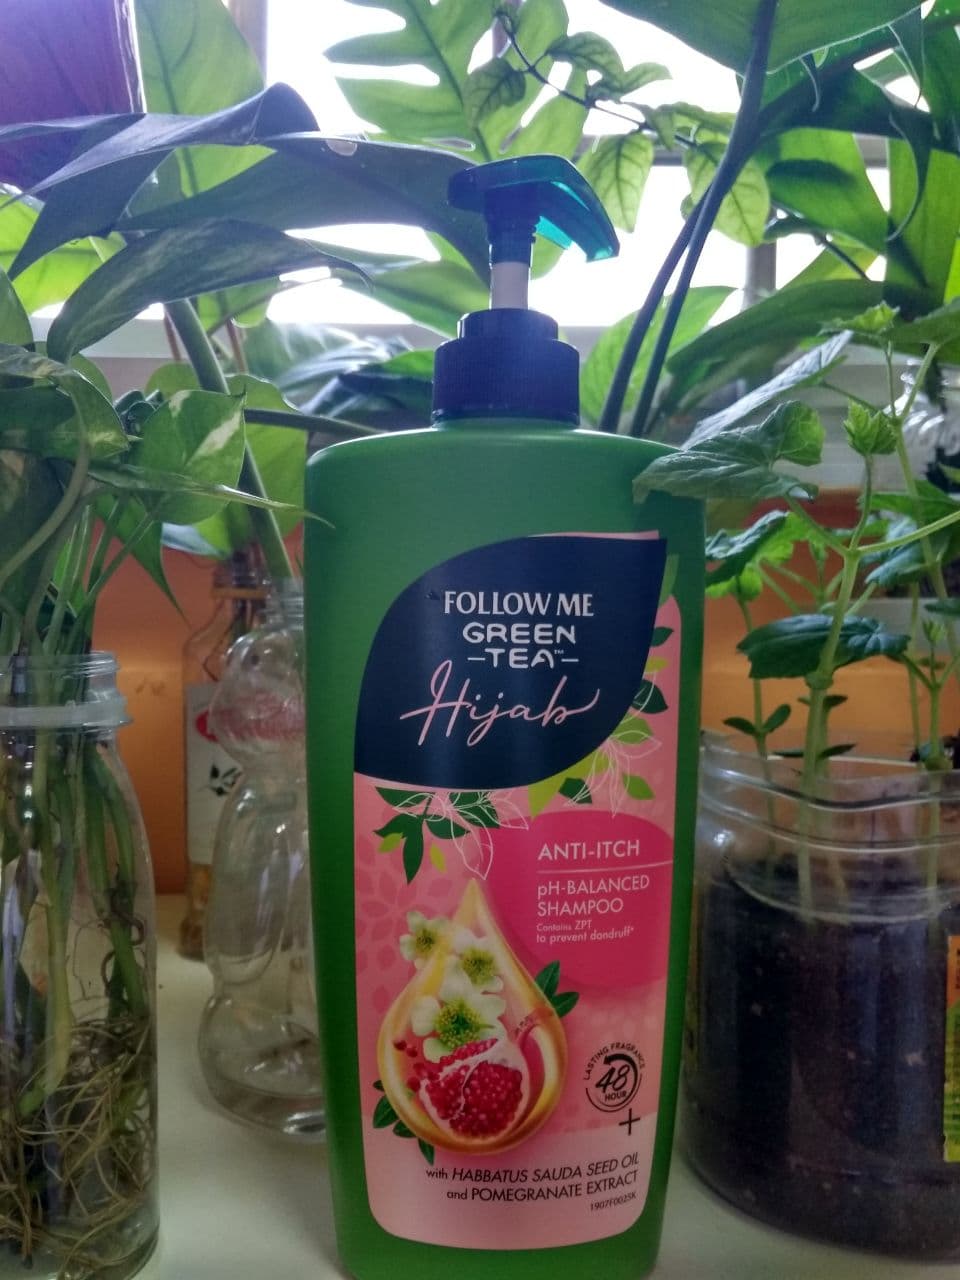 FOLLOW ME
GREEN
–TEA™–
Hijab
ANTI-ITCH
pH-BALANCED
SHAMPOO
Contains ZPT
to prevent dandruff*
LASTING FRAGRANCE
48
HOUR
+
with HABBATUS SAUDA SEED OIL
and POMEGRANATE EXTRACT
1907F0025K